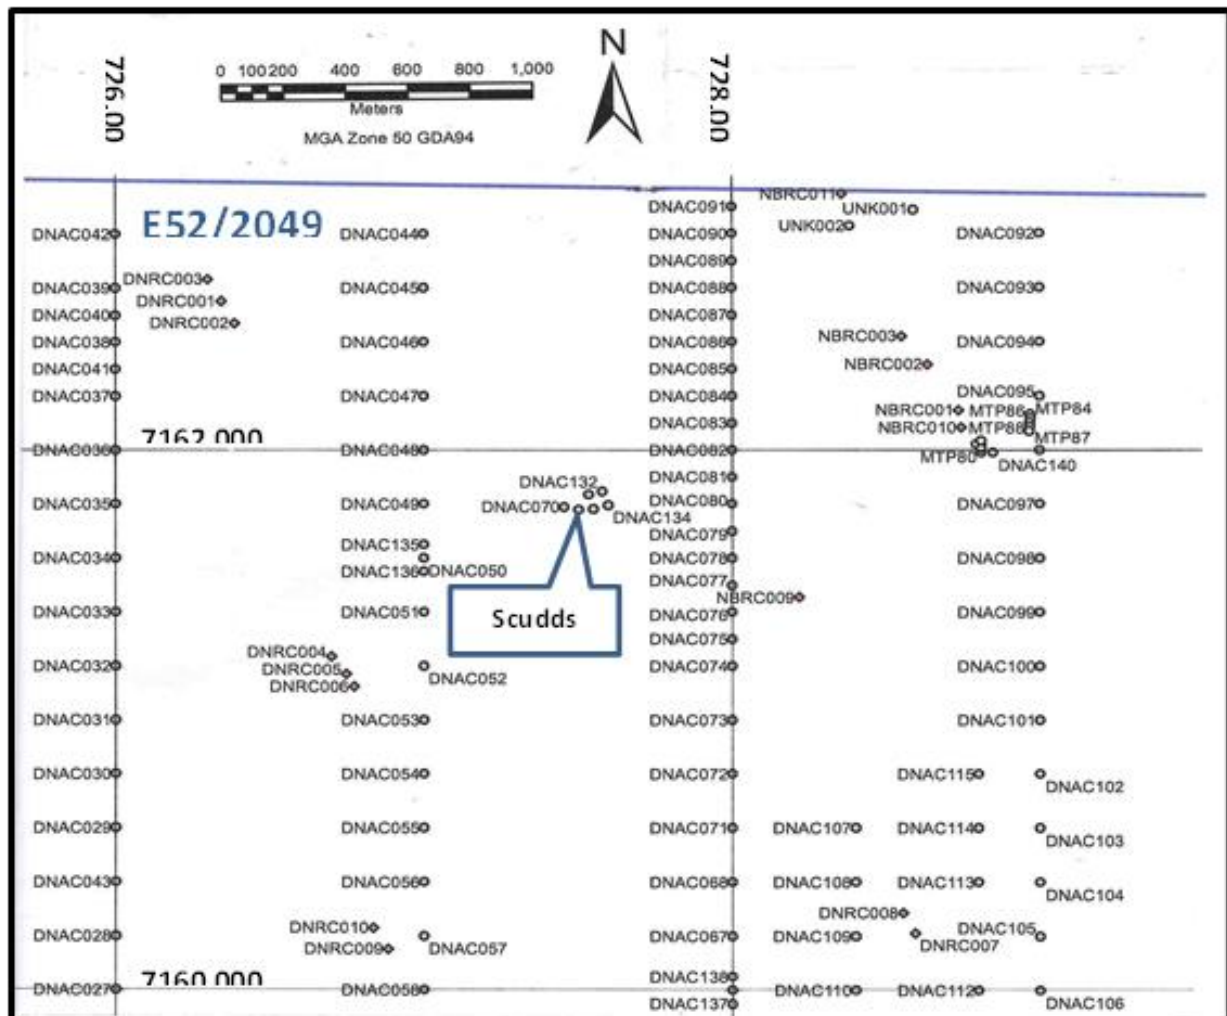 N
726.00
0 100 200 400 600 800 1,000
728.00
Meters
MGA Zone 50 GDA94
NBRC011
DNAC091
UNK001
E52/2049
UNK002
DNAC042
DNAC044
DNAC090
DNAC092
DNAC089
DNRC003
DNAC039
DNAC045
DNAC088
DNAC093
DNRC001
DNAC040
DNAC087
DNRC002
NBRC003
DNAC038
DNAC046
DNAC086
DNAC094
NBRC002
DNAC041
DNAC085
DNAC037
DNAC047
DNAC084
DNAC095
NBRC001
MTP86
MTP84
DNAC083
NBRC010
MTP88
7162.000
MTP87
DNAC036
DNAC048
DNAC082
MTP80
DNAC140
DNAC081
DNAC132
DNAC035
DNAC049
DNAC070
DNAC134
DNAC080
DNAC097
DNAC079
DNAC135
DNAC034
DNAC078
DNAC098
DNAC136
DNAC050
DNAC077
NBRC009
DNAC033
DNAC051
Scudds
DNAC076
DNAC099
DNAC075
DNRC004
DNAC032
DNRC005
DNAC052
DNAC074
DNAC100
DNRC006
DNAC031
DNAC053
DNAC073
DNAC101
DNAC030
DNAC054
DNAC072
DNAC115
DNAC102
DNAC029
DNAC055
DNAC071
DNAC107
DNAC114
DNAC103
DNAC043
DNAC056
DNAC068
DNAC108
DNAC113
DNAC104
DNRC008
DNRC010
DNAC105
DNAC028
DNAC067
DNAC109
DNRC007
DNRC009
DNAC057
7160.000
DNAC138
DNAC027
DNAC058
DNAC110
DNAC112
DNAC106
DNAC137